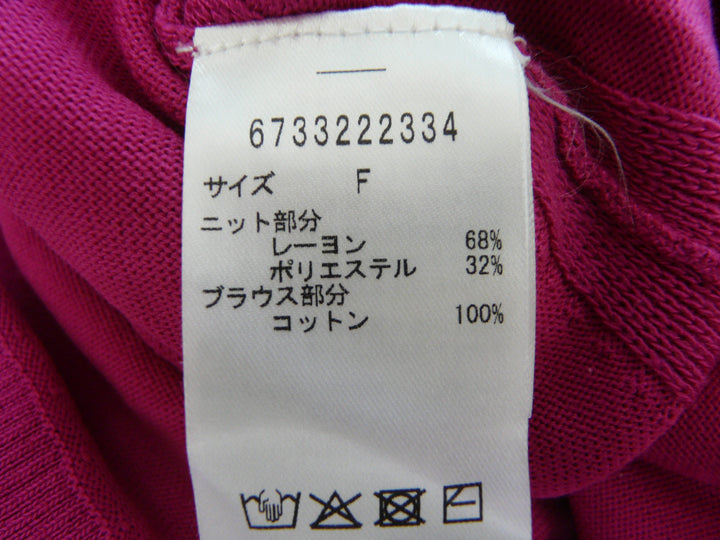 6733222334
サイズ F
ニット部分
レーヨン 68%
ポリエステル 32%
ブラウス部分
コットン 100%